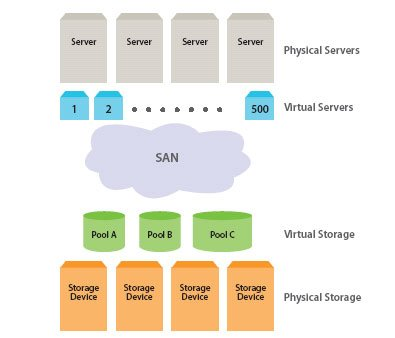 Server Server Server Server
Physical Servers
1 2 500
Virtual Servers
SAN
Pool A Pool B Pool C
Virtual Storage
Storage Storage Storage Storage
Device Device Device Device
Physical Storage